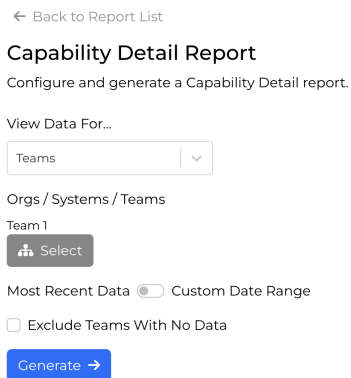 Back to Report List
Capability Detail Report
Configure and generate a Capability Detail report.
View Data For...
Teams
Orgs / Systems / Teams
Team 1
Select
Most Recent Data Custom Date Range
Exclude Teams With No Data
Generate